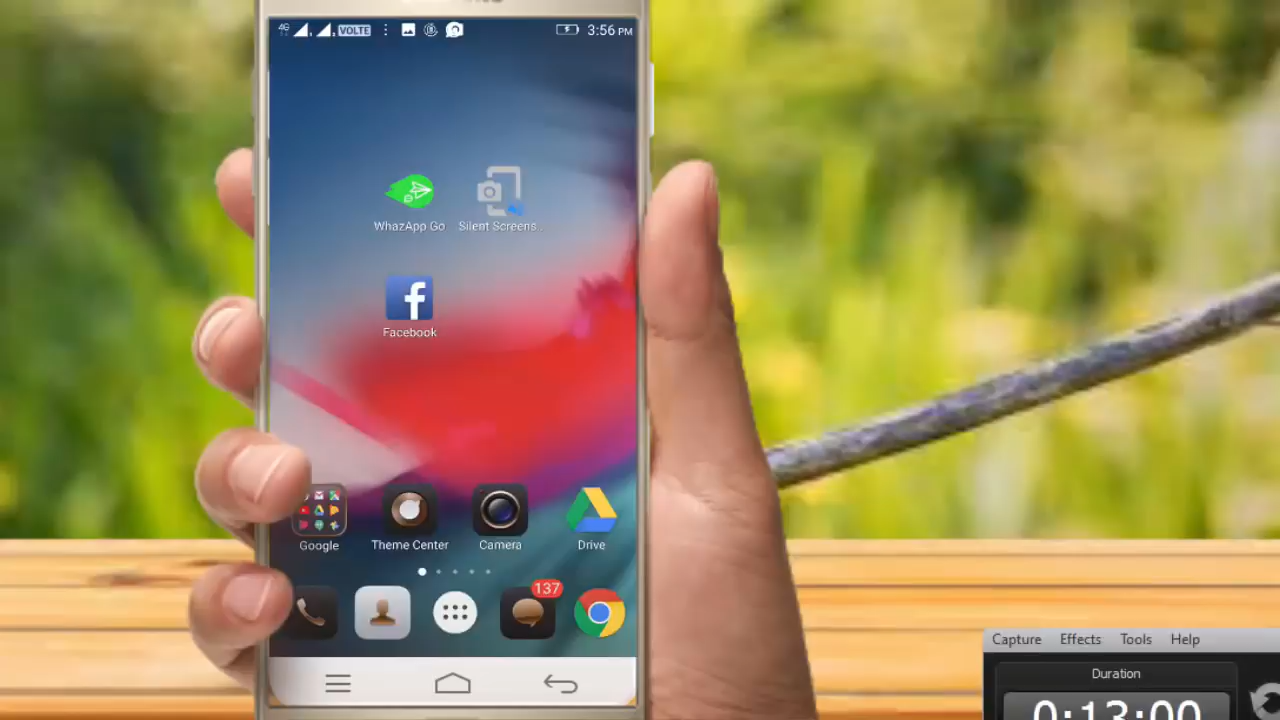 4G VOLTE 3:56 PM
WhazApp Go Silent Screens..
Facebook
Google Theme Center Camera Drive
137
Capture Effects Tools Help
Duration
0:13:00